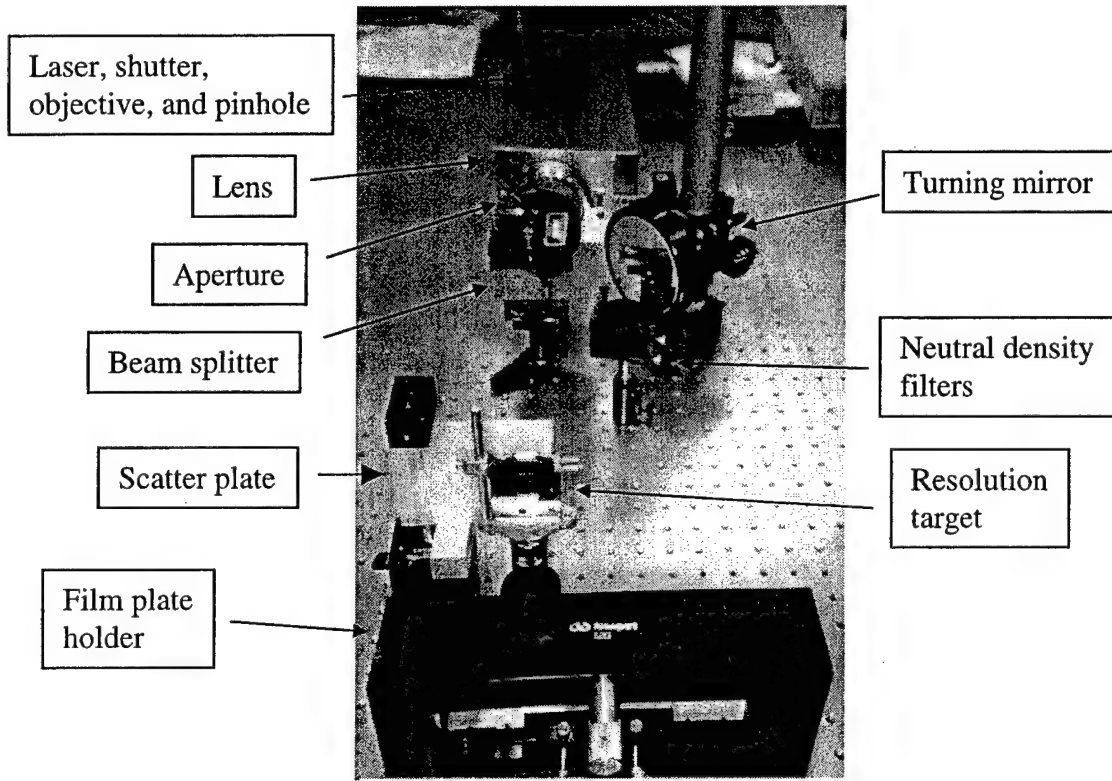 Laser, shutter,
objective, and pinhole
Lens
Aperture
Beam splitter
Scatter plate
Film plate
holder
Turning mirror
Neutral density
filters
Resolution
target
Newport